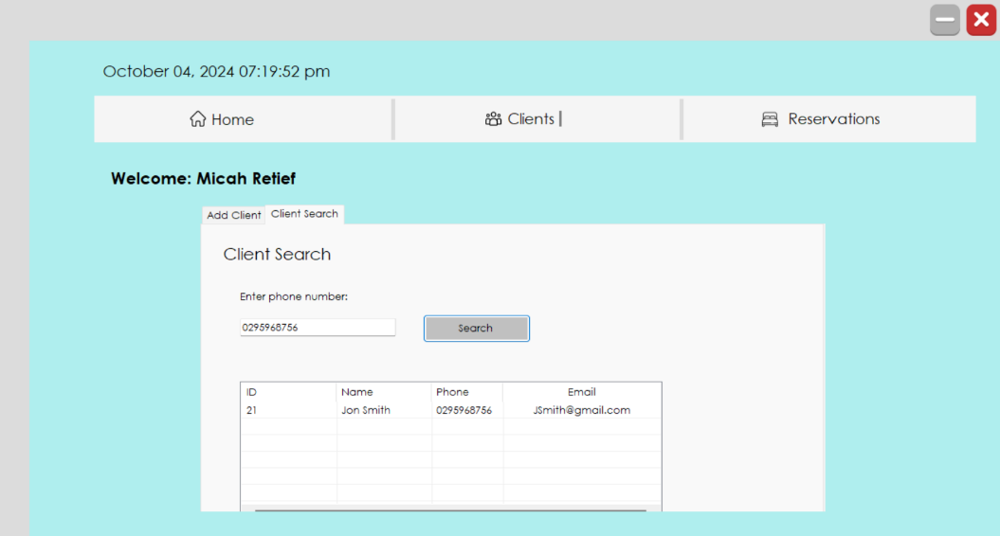 October 04, 2024 07:19:52 pm
Home Clients Reservations
Welcome: Micah Retief
Add Client Client Search
Client Search
Enter phone number:
0295968756 Search
ID Name Phone Email
21 Jon Smith 0295968756 JSmith@gmail.com